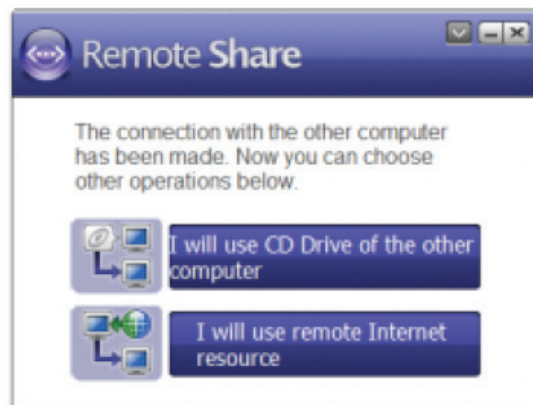 Remote Share
The connection with the other computer
has been made. Now you can choose
other operations below.
I will use CD Drive of the other
computer
I will use remote Internet
resource